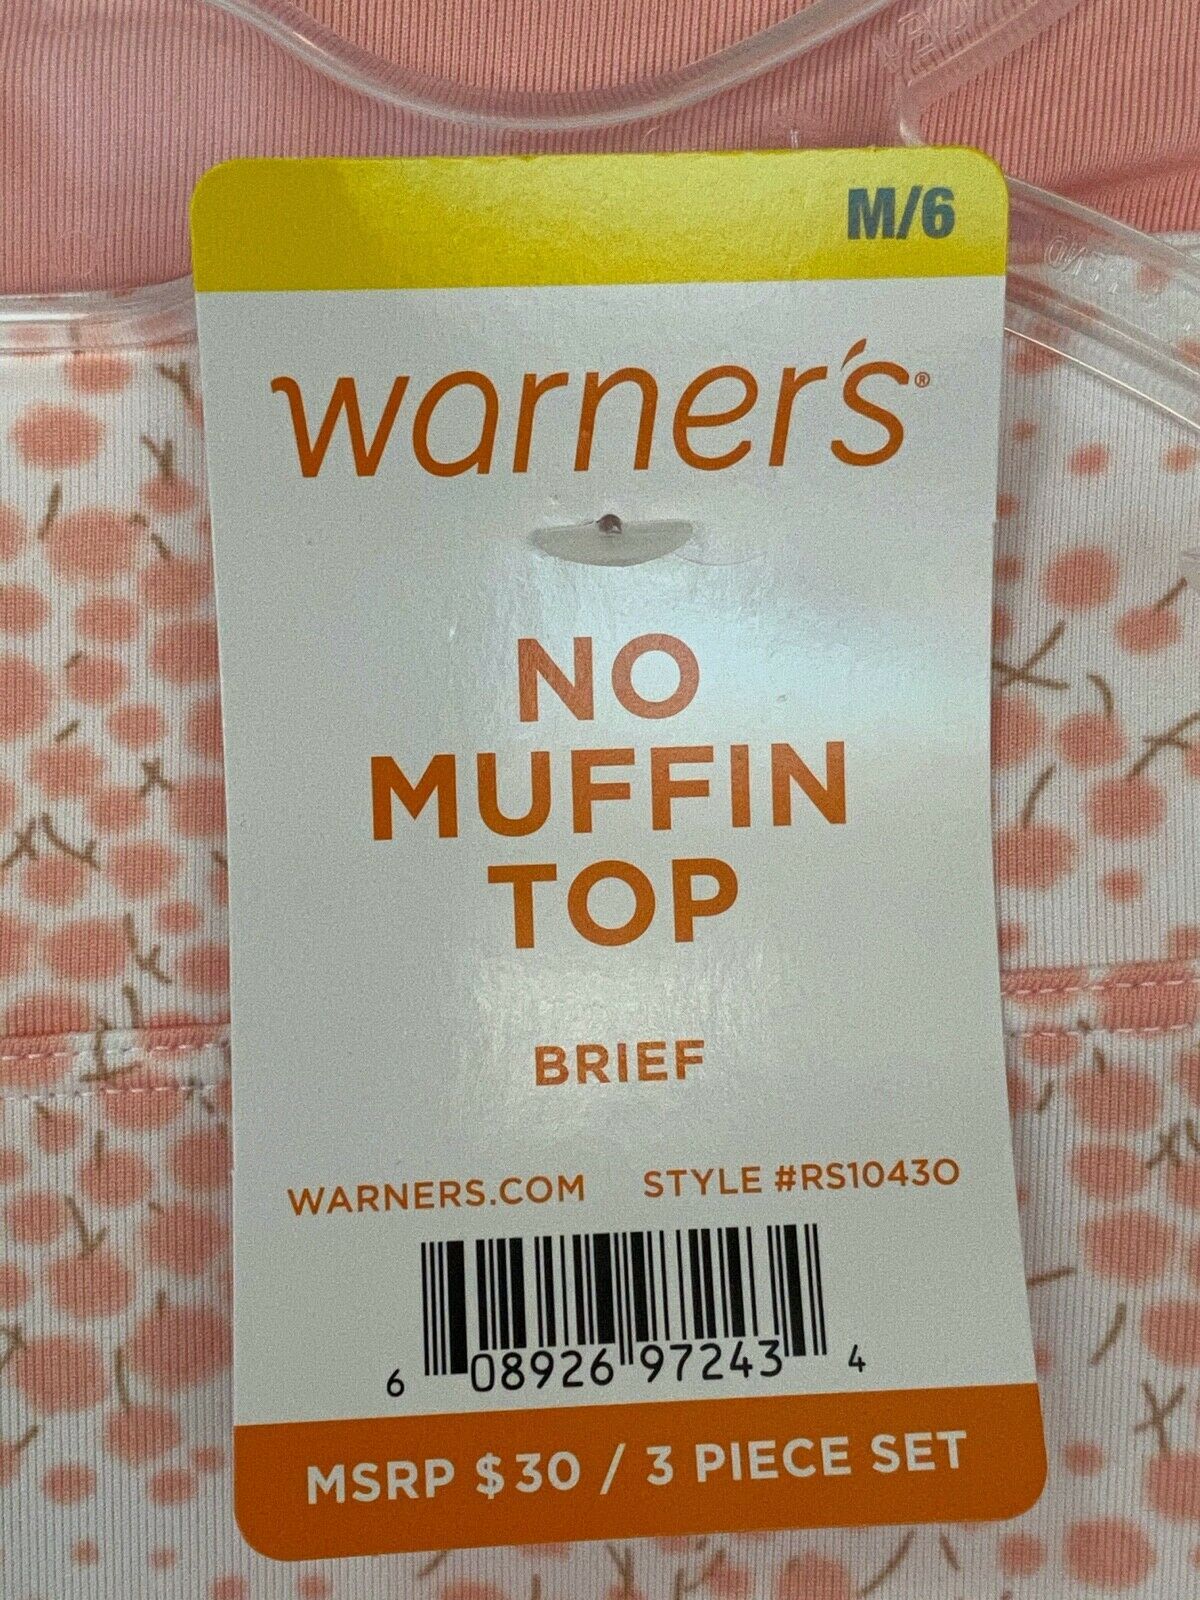 M/6
warner's®
NO
MUFFIN
TOP
BRIEF
WARNERS.COM STYLE #RS1043O
6 08926 97243 4
MSRP $30 / 3 PIECE SET